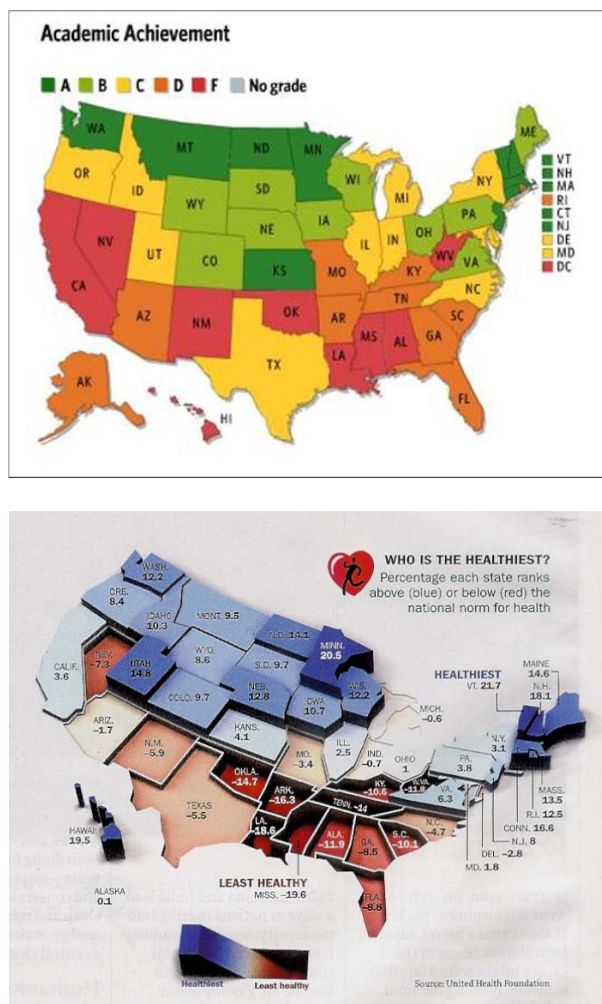 Academic Achievement
A B C D F No grade
WA
MT
ND
MN
ME
OR
ID
WY
SD
WI
MI
NY
NV
UT
CO
NE
IA
IL
IN
OH
PA
CA
KS
MO
KY
WV
VA
AZ
NM
OK
AR
TN
NC
SC
TX
LA
MS
AL
GA
FL
AK
HI
VT
NH
MA
RI
CT
NJ
DE
MD
DC
WHO IS THE HEALTHIEST?
Percentage each state ranks
above (blue) or below (red) the
national norm for health
WASH.
12.2
ORE.
8.4
IDAHO
10.3
MONT. 9.5
N.D. 14.1
MINN.
20.5
CALIF.
3.6
NEV.
-7.3
UTAH
14.8
WYO.
8.6
S.D. 9.7
WIS.
12.2
COLO. 9.7
NEB.
12.8
IOWA
10.7
MICH.
-0.6
HEALTHIEST
VT. 21.7
MAINE
14.6
N.H.
18.1
N.Y.
3.1
ARIZ.
-1.7
N.M.
-5.9
KANS.
4.1
MO.
-3.4
ILL.
2.5
IND.
-0.7
OHIO
1
PA.
3.8
MASS.
13.5
R.I. 12.5
CONN. 16.6
N.J. 8
DEL. -2.8
MD. 1.8
OKLA.
-14.7
ARK.
-16.3
KY.
-10.6
W.VA.
-11.8
VA.
6.3
TENN. -14
N.C.
-4.7
TEXAS
-5.5
LA.
-18.6
ALA.
-11.9
GA.
-8.5
S.C.
-10.1
HAWAII
19.5
ALASKA
0.1
LEAST HEALTHY
MISS. -19.6
FLA.
-8.8
Healthiest
Least healthy
Source: United Health Foundation